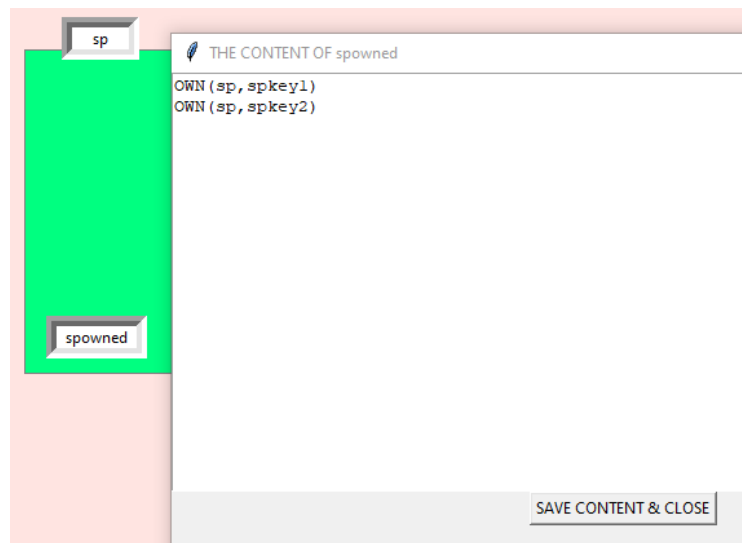 sp
THE CONTENT OF spowned
OWN(sp,spkey1)
OWN(sp,spkey2)
spowned
SAVE CONTENT & CLOSE